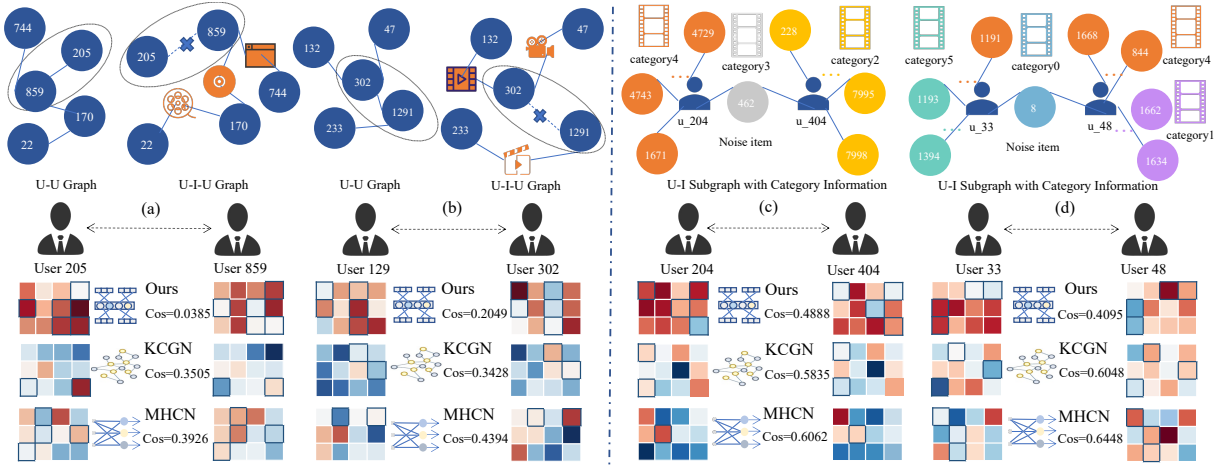 744
205
859
170
22
U-U Graph
205
859
744
170
22
U-I-U Graph
(a)
132
47
302
1291
233
U-U Graph
132
47
302
233
1291
U-I-U Graph
(b)
category4
4729
category3
228
category2
4743
u_204
462
u_404
7995
1671
Noise item
7998
U-I Subgraph with Category Information
(c)
category5
1191
category0
1668
844
category4
1193
u_33
8
u_48
1662
category1
1394
Noise item
1634
U-I Subgraph with Category Information
(d)
User 205
User 859
Ours
Cos=0.0385
KCGN
Cos=0.3505
MHCN
Cos=0.3926
User 129
User 302
Ours
Cos=0.2049
KCGN
Cos=0.3428
MHCN
Cos=0.4394
User 204
User 404
Ours
Cos=0.4888
KCGN
Cos=0.5835
MHCN
Cos=0.6062
User 33
User 48
Ours
Cos=0.4095
KCGN
Cos=0.6048
MHCN
Cos=0.6448